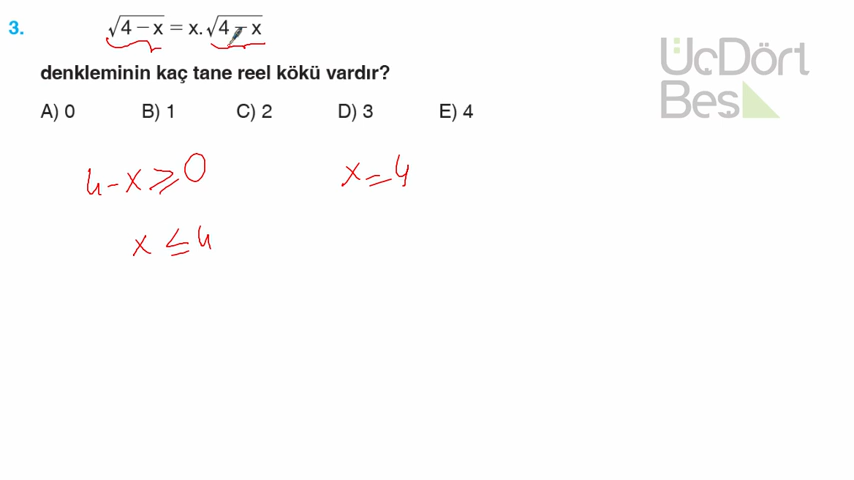 3. √4 – x = x.√4 – x
denkleminin kaç tane reel kökü vardır?
A) 0 B) 1 C) 2 D) 3 E) 4
4-x ≥ 0 x = 4
x ≤ 4
ÜçDört
Beş